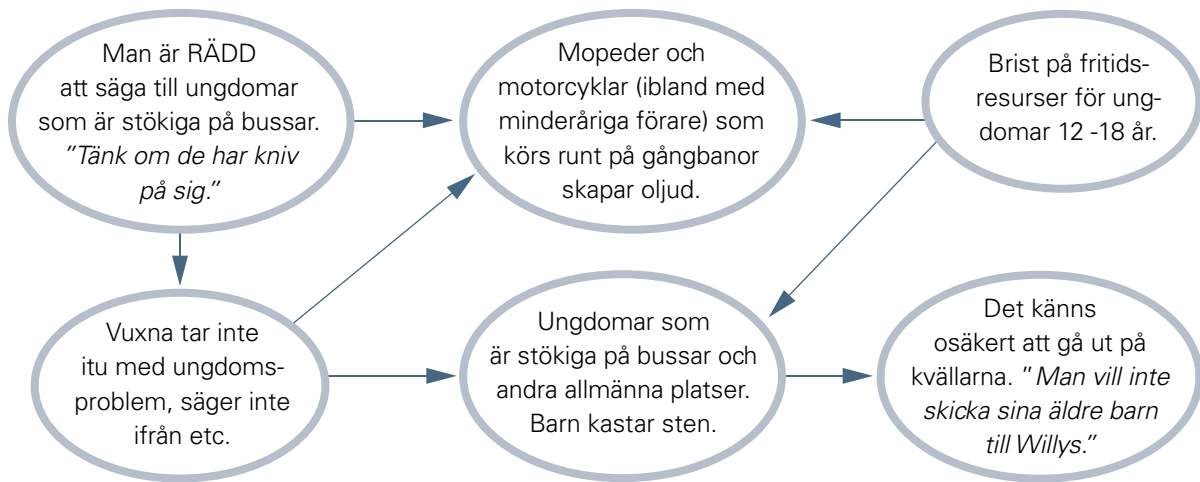 Man är RÄDD
att säga till ungdomar
som är stökiga på bussar.
"Tänk om de har kniv
på sig."
Mopeder och
motorcyklar (ibland med
minderåriga förare) som
körs runt på gångbanor
skapar oljud.
Brist på fritids-
resurser för ung-
domar 12 -18 år.
Vuxna tar inte
itu med ungdoms-
problem, säger inte
ifrån etc.
Ungdomar som
är stökiga på bussar och
andra allmänna platser.
Barn kastar sten.
Det känns
osäkert att gå ut på
kvällarna. "Man vill inte
skicka sina äldre barn
till Willys."